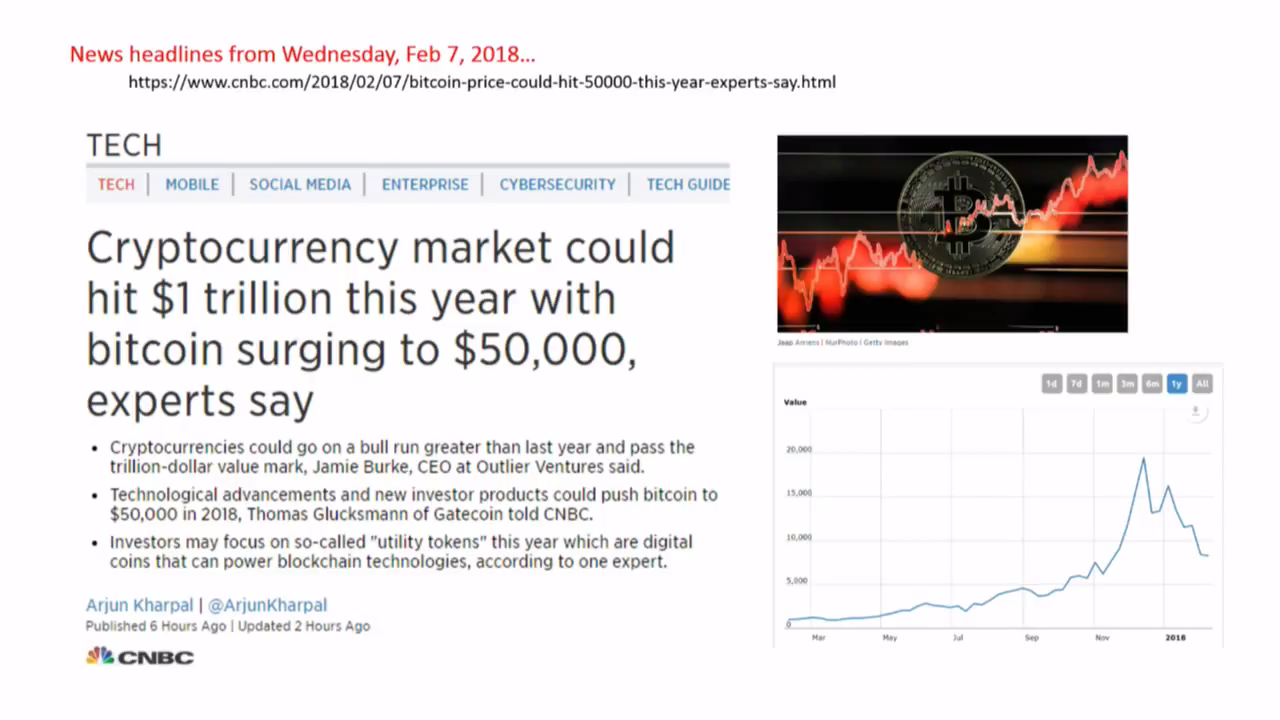 News headlines from Wednesday, Feb 7, 2018...
https://www.cnbc.com/2018/02/07/bitcoin-price-could-hit-50000-this-year-experts-say.html
TECH
TECH | MOBILE | SOCIAL MEDIA | ENTERPRISE | CYBERSECURITY | TECH GUIDE
Cryptocurrency market could
hit $1 trillion this year with
bitcoin surging to $50,000,
experts say
• Cryptocurrencies could go on a bull run greater than last year and pass the
trillion-dollar value mark, Jamie Burke, CEO at Outlier Ventures said.
• Technological advancements and new investor products could push bitcoin to
$50,000 in 2018, Thomas Glucksmann of Gatecoin told CNBC.
• Investors may focus on so-called "utility tokens" this year which are digital
coins that can power blockchain technologies, according to one expert.
Arjun Kharpal | @ArjunKharpal
Published 6 Hours Ago | Updated 2 Hours Ago
CNBC
| NurPhoto | Getty Images
1d 7d 1m 3m 6m 1y All
Value
20,000
15,000
10,000
5,000
0
Mar May Jul Sep Nov 2018